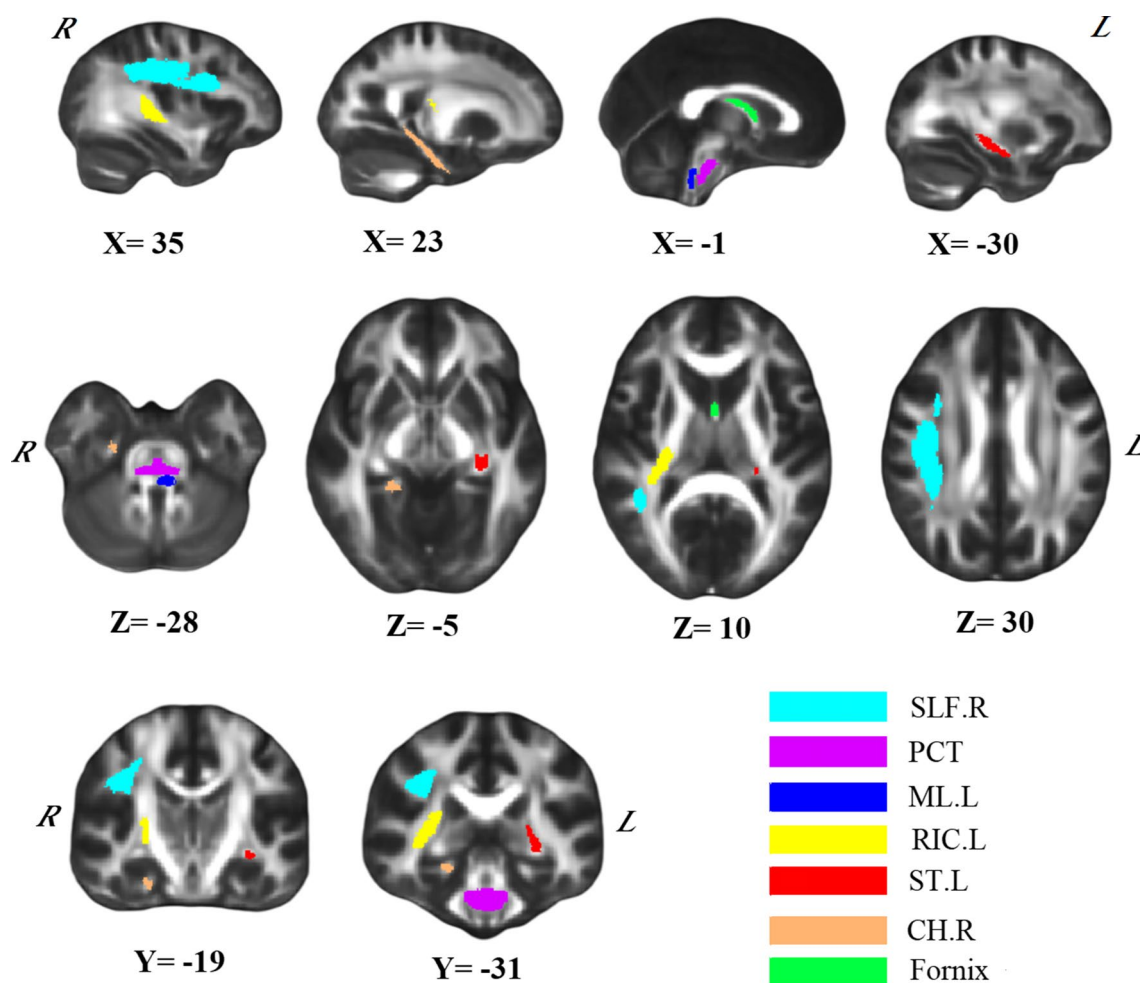 R
L
X= 35
X= 23
X= -1
X= -30
R
L
Z= -28
Z= -5
Z= 10
Z= 30
R
L
Y= -19
Y= -31
SLF.R
PCT
ML.L
RIC.L
ST.L
CH.R
Fornix